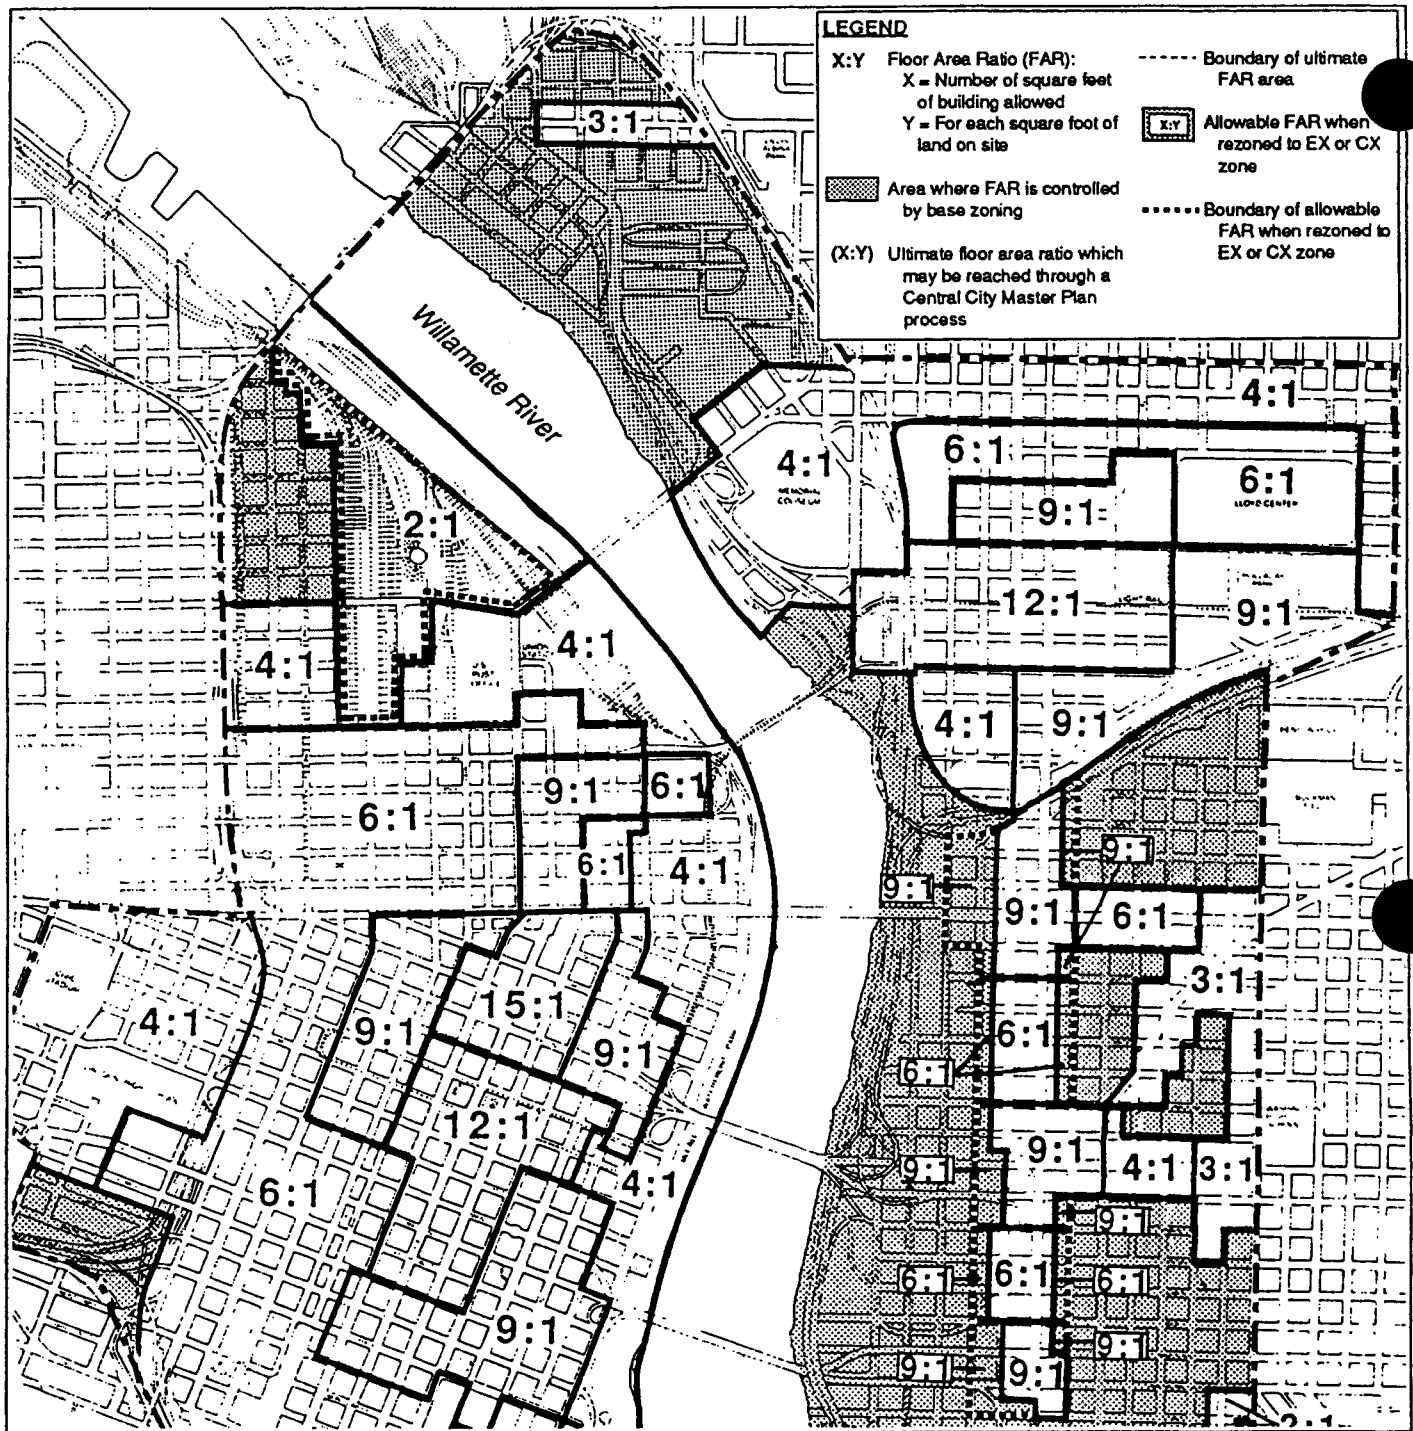 LEGEND
X:Y Floor Area Ratio (FAR):
X = Number of square feet
of building allowed
Y = For each square foot of
land on site
Area where FAR is controlled
by base zoning
(X:Y) Ultimate floor area ratio which
may be reached through a
Central City Master Plan
process
Boundary of ultimate
FAR area
X:Y Allowable FAR when
rezoned to EX or CX
zone
Boundary of allowable
FAR when rezoned to
EX or CX zone
3:1
Willamette River
4:1
6:1
4:1
MEMORIAL
COLISEUM
6:1
LLOYD CENTER
9:1
2:1
12:1
9:1
4:1
4:1
4:1
9:1
9:1
6:1
6:1
9:1
6:1
4:1
9:1
9:1
6:1
3:1
15:1
4:1
9:1
9:1
6:1
6:1
12:1
9:1
9:1
4:1
3:1
6:1
4:1
9:1
6:1
6:1
6:1
9:1
9:1
9:1
9:1